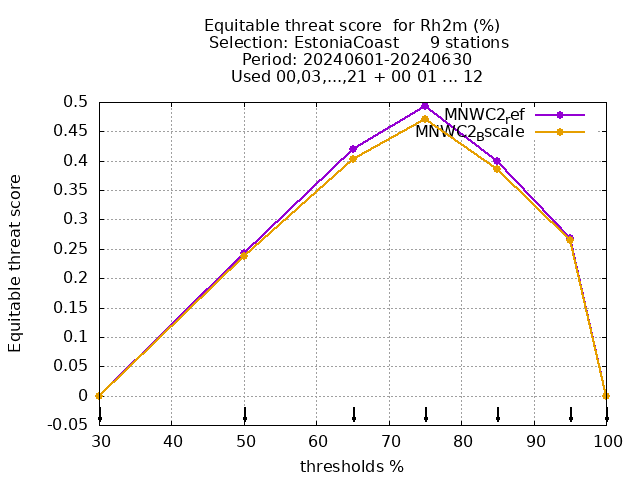 Equitable threat score  for Rh2m (%)
Selection: EstoniaCoast      9 stations
Period: 20240601-20240630
Used 00,03,...,21 + 00 01 ... 12
MNWC2ref
MNWC2Bscale
Equitable threat score
0.5
0.45
0.4
0.35
0.3
0.25
0.2
0.15
0.1
0.05
0
-0.05
30 40 50 60 70 80 90 100
thresholds %